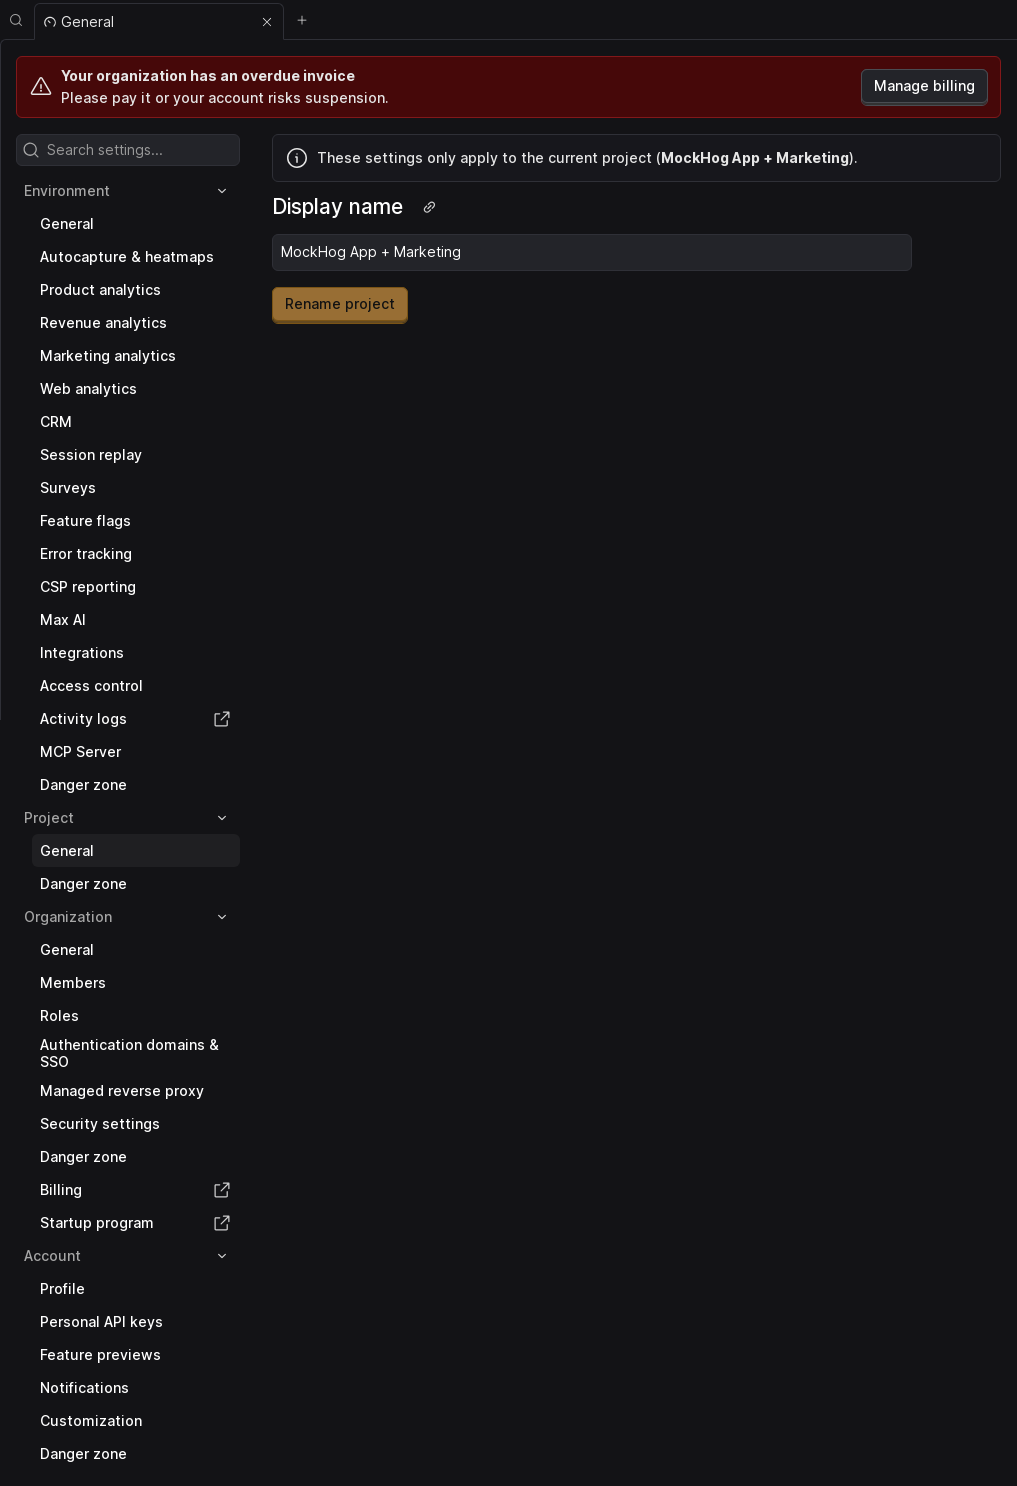 General
Your organization has an overdue invoice
Please pay it or your account risks suspension.
Manage billing
Search settings...
Environment
General
Autocapture & heatmaps
Product analytics
Revenue analytics
Marketing analytics
Web analytics
CRM
Session replay
Surveys
Feature flags
Error tracking
CSP reporting
Max AI
Integrations
Access control
Activity logs
MCP Server
Danger zone
Project
General
Danger zone
Organization
General
Members
Roles
Authentication domains &
SSO
Managed reverse proxy
Security settings
Danger zone
Billing
Startup program
Account
Profile
Personal API keys
Feature previews
Notifications
Customization
Danger zone
These settings only apply to the current project (MockHog App + Marketing).
Display name
MockHog App + Marketing
Rename project